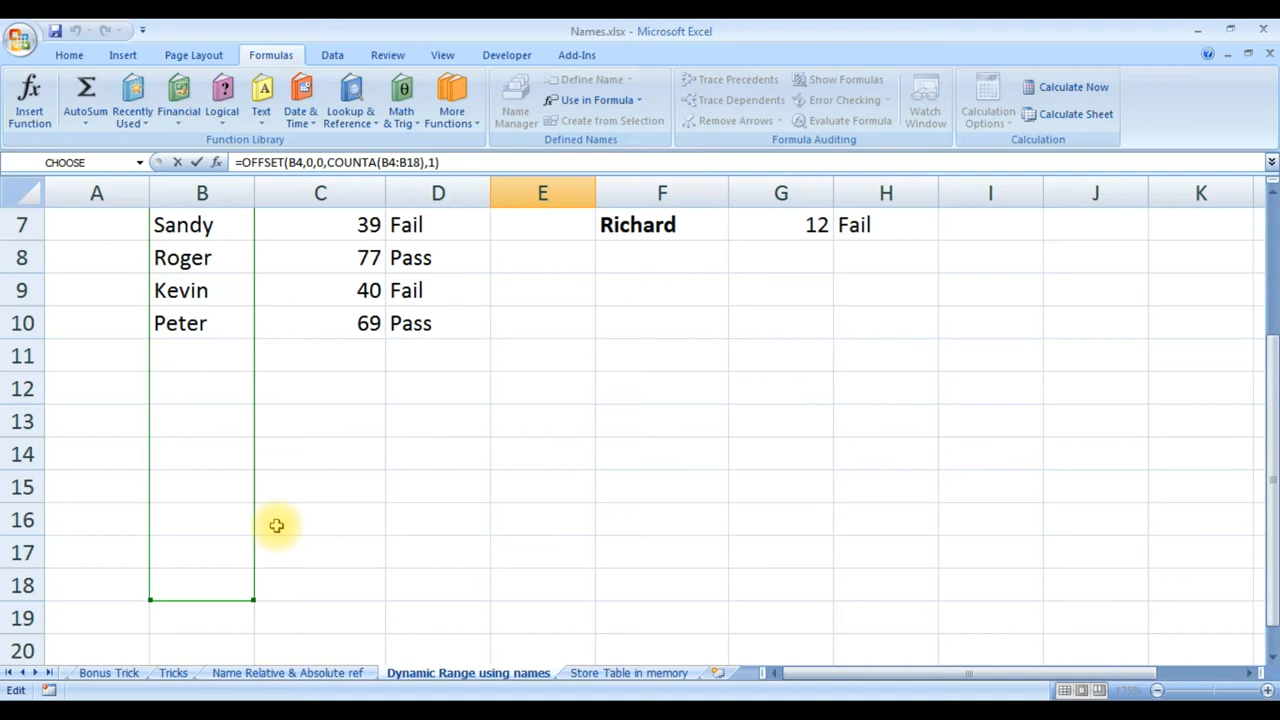 Names.xlsx - Microsoft Excel
Home Insert Page Layout Formulas Data Review View Developer Add-Ins
Insert Function
AutoSum
Recently Used
Financial
Logical
Text
Date & Time
Lookup & Reference
Math & Trig
More Functions
Function Library
Name Manager
Define Name
Use in Formula
Create from Selection
Defined Names
Trace Precedents
Trace Dependents
Remove Arrows
Show Formulas
Error Checking
Evaluate Formula
Watch Window
Formula Auditing
Calculation Options
Calculate Now
Calculate Sheet
Calculation
CHOOSE =OFFSET(B4,0,0,COUNTA(B4:B18),1)
A B C D E F G H I J K
7 Sandy 39 Fail Richard 12 Fail
8 Roger 77 Pass
9 Kevin 40 Fail
10 Peter 69 Pass
11
12
13
14
15
16
17
18
19
20
Bonus Trick Tricks Name Relative & Absolute ref Dynamic Range using names Store Table in memory
Edit 175%